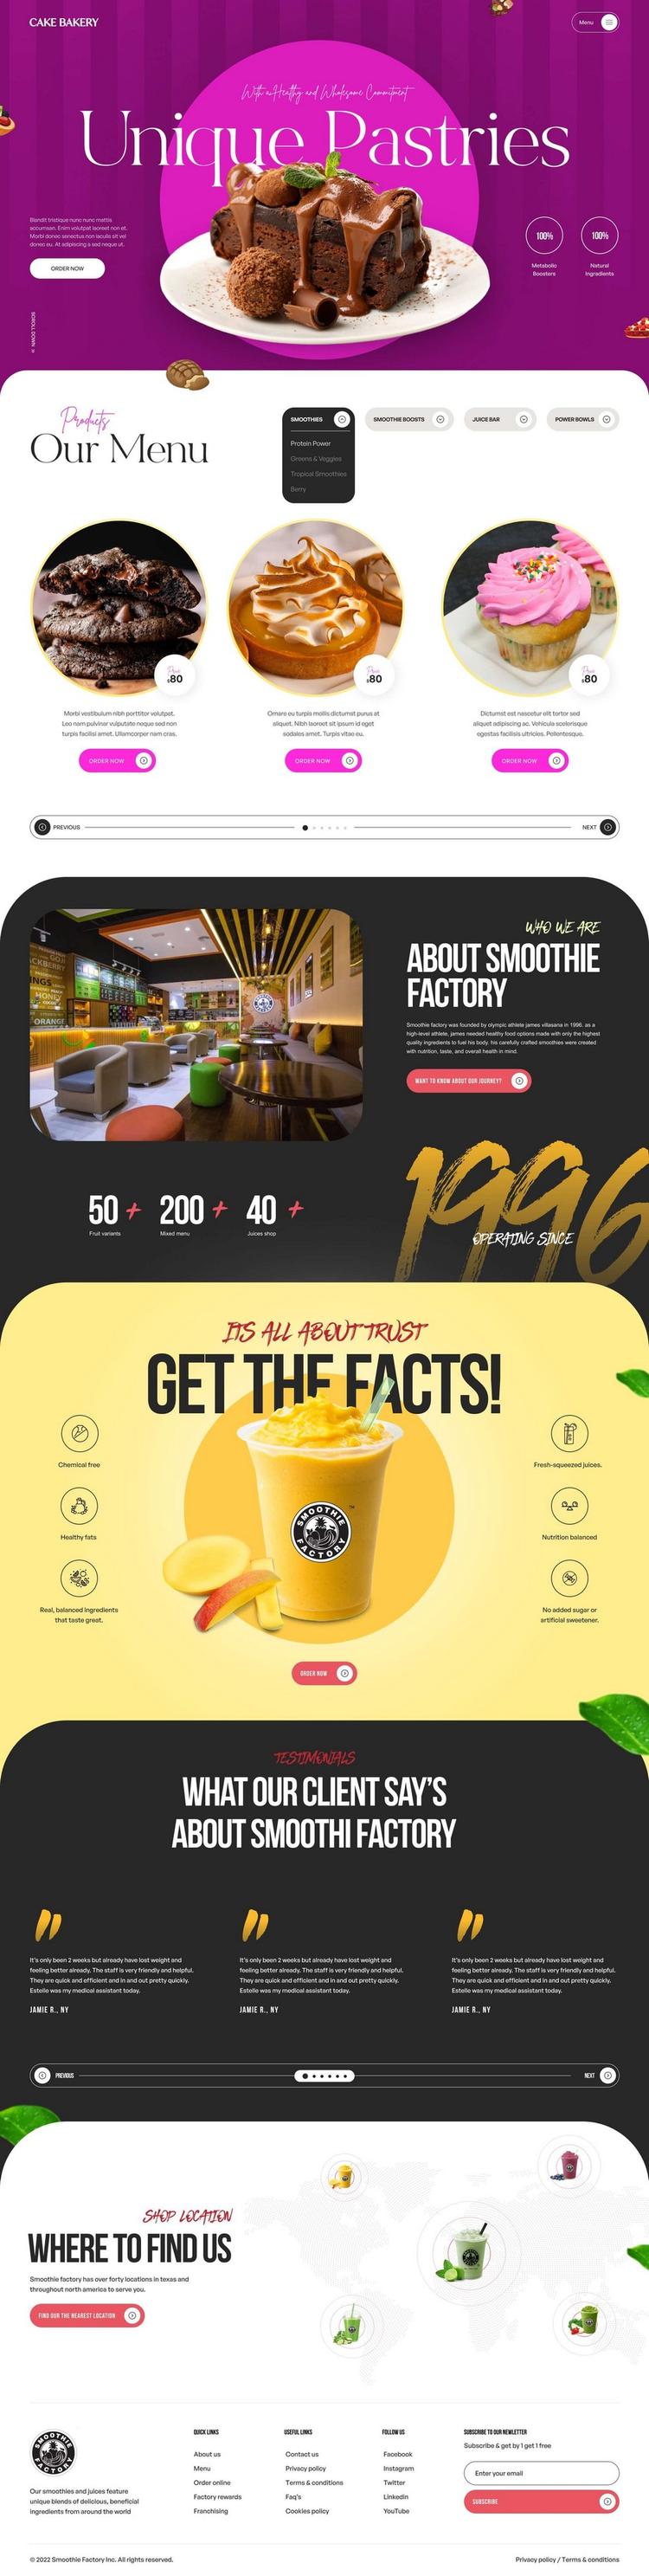 CAKE BAKERY
Menu
With a Healthy and Wholesome Commitment
Unique Pastries
Blandit tristique nunc nunc mattis
accumsan. Enim volutpat laoreet non et.
Morbi donec senectus non iaculis sit vel
donec eu. At adipiscing a sed neque ut.
ORDER NOW
100%
Metabolic
Boosters
100%
Natural
Ingredients
SCROLL DOWN
Products
Our Menu
SMOOTHIES
Protein Power
Greens & Veggies
Tropical Smoothies
Berry
SMOOTHIE BOOSTS
JUICE BAR
POWER BOWLS
$80
$80
$80
Morbi vestibulum nibh porttitor volutpat.
Leo nam pulvinar vulputate neque sed non
turpis facilisi amet. Ullamcorper nam cras.
ORDER NOW
Ornare eu turpis mollis dictumst purus at
aliquet. Nibh laoreet sit ipsum id eget
sodales amet. Turpis vitae eu.
ORDER NOW
Dictumst est nascetur elit tortor sed
aliquet adipiscing ac. Vehicula scelerisque
egestas facilisis ultricies. Pellentesque.
ORDER NOW
PREVIOUS
NEXT
HONEY
ORANGE
WHO WE ARE
ABOUT SMOOTHIE
FACTORY
Smoothie factory was founded by olympic athlete james villasana in 1996. as a
high-level athlete, james needed healthy food options made with only the highest
quality ingredients to fuel his body. his carefully crafted smoothies were created
with nutrition, taste, and overall health in mind.
WANT TO KNOW ABOUT OUR JOURNEY?
50 +
Fruit variants
200 +
Mixed menu
40 +
Juices shop
1996
OPERATING SINCE
ITS ALL ABOUT TRUST
GET THE FACTS!
Chemical free
Healthy fats
Real, balanced ingredients
that taste great.
SMOOTHIE
FACTORY
TM
Fresh-squeezed juices.
Nutrition balanced
No added sugar or
artificial sweetener.
ORDER NOW
TESTIMONIALS
WHAT OUR CLIENT SAY'S
ABOUT SMOOTHI FACTORY
It's only been 2 weeks but already have lost weight and
feeling better already. The staff is very friendly and helpful.
They are quick and efficient and in and out pretty quickly.
Estelle was my medical assistant today.
JAMIE R., NY
It's only been 2 weeks but already have lost weight and
feeling better already. The staff is very friendly and helpful.
They are quick and efficient and in and out pretty quickly.
Estelle was my medical assistant today.
JAMIE R., NY
It's only been 2 weeks but already have lost weight and
feeling better already. The staff is very friendly and helpful.
They are quick and efficient and in and out pretty quickly.
Estelle was my medical assistant today.
JAMIE R., NY
PREVIOUS
NEXT
SHOP LOCATION
WHERE TO FIND US
Smoothie factory has over forty locations in texas and
throughout north america to serve you.
FIND OUR THE NEAREST LOCATION
SMOOTHIE
FACTORY
Our smoothies and juices feature
unique blends of delicious, beneficial
ingredients from around the world
QUICK LINKS
About us
Menu
Order online
Factory rewards
Franchising
USEFUL LINKS
Contact us
Privacy policy
Terms & conditions
Faq's
Cookies policy
FOLLOW US
Facebook
Instagram
Twitter
Linkedin
YouTube
SUBSCRIBE TO OUR NEWLETTER
Subscribe & get by 1 get 1 free
Enter your email
SUBSCRIBE
© 2022 Smoothie Factory Inc. All rights reserved.
Privacy policy / Terms & conditions